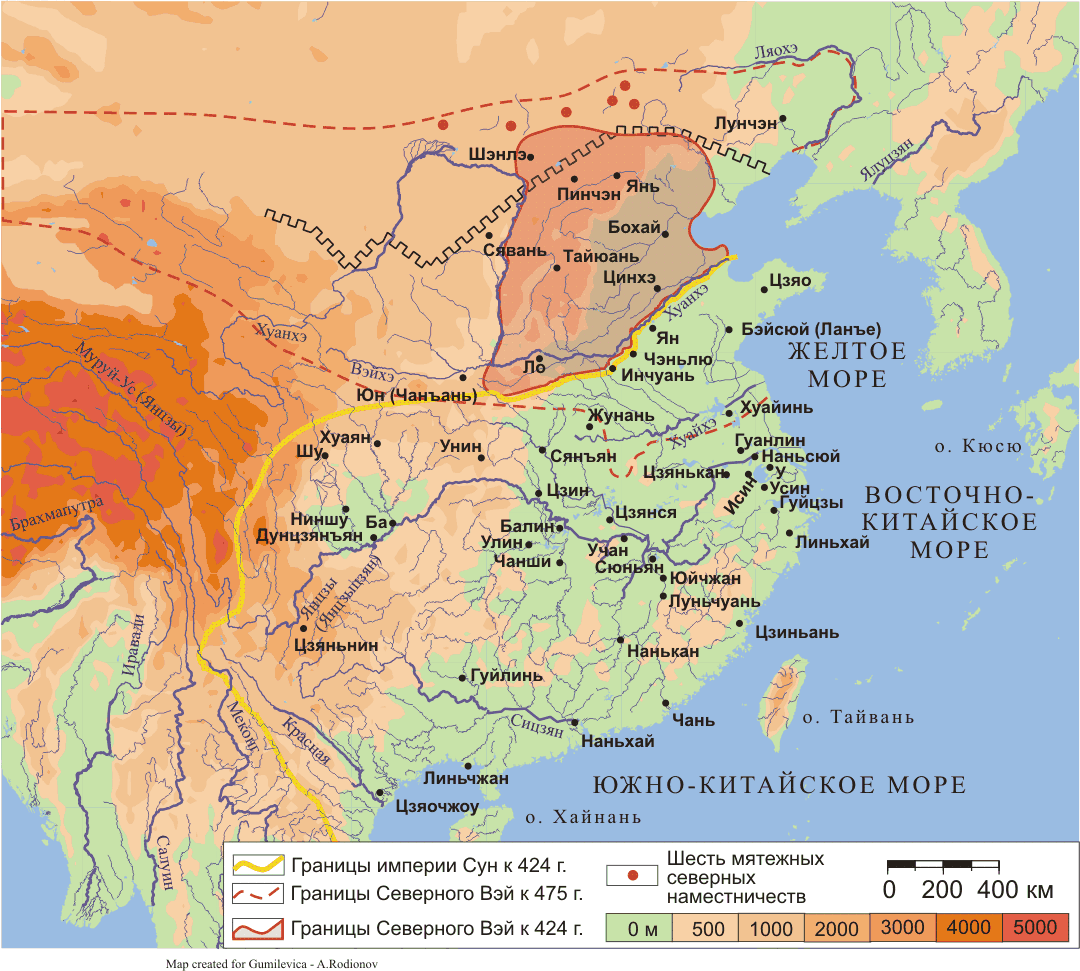 Ляохэ
Лунчэн
Ялуцзян
Шэнлэ
Пинчэн
Янь
Бохай
Сявань
Тайюань
Цинхэ
Хуанхэ
Цзяо
Хуанхэ
Ян
Бэйсюй (Ланъе)
ЖЕЛТОЕ
МОРЕ
Чэньлю
Инчуань
Ло
Вэйхэ
Юн (Чанъань)
Муруй-Ус (Янцзы)
Жунань
Хуайинь
Хуайхэ
Хуаян
Шу
Унин
Сянъян
Гуанлин
Наньсюй
У
Цзянькан
Исин
Усин
Гуйцзы
о. Кюсю
ВОСТОЧНО-
КИТАЙСКОЕ
МОРЕ
Цзин
Брахмапутра
Ниншу
Ба
Дунцзянъян
Балин
Цзянся
Улин
Учан
Чанши
Сюньян
Линьхай
Юйчжан
Луньчуань
Янцзы
(Янцзыцзян)
Цзяньнин
Цзиньань
Нанькан
Иравади
Гуйлинь
Меконг
Красная
Сицзян
Наньхай
Чань
о. Тайвань
Линьчжан
Цзяочжоу
ЮЖНО-КИТАЙСКОЕ МОРЕ
о. Хайнань
Салуин
Границы империи Сун к 424 г.
Границы Северного Вэй к 475 г.
Границы Северного Вэй к 424 г.
Шесть мятежных
северных
наместничеств
0 200 400 км
0 м 500 1000 2000 3000 4000 5000
Map created for Gumilevica - A.Rodionov